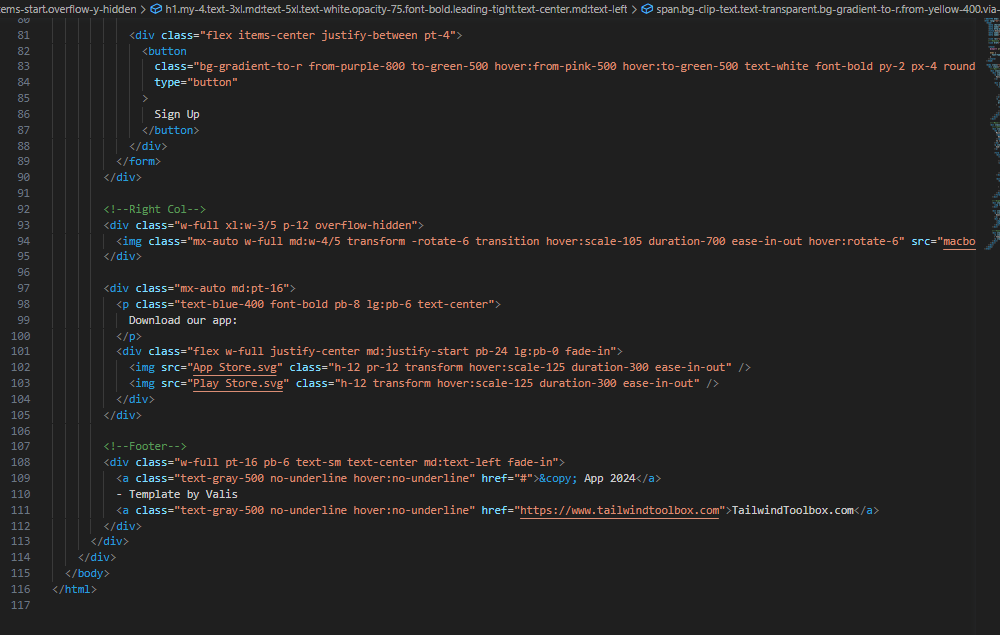 ems-start.overflow-y-hidden > h1.my-4.text-3xl.md:text-5xl.text-white.opacity-75.font-bold.leading-tight.text-center.md:text-left > span.bg-clip-text.text-transparent.bg-gradient-to-r.from-yellow-400.via-
80
81 <div class="flex items-center justify-between pt-4">
82 <button
83 class="bg-gradient-to-r from-purple-800 to-green-500 hover:from-pink-500 hover:to-green-500 text-white font-bold py-2 px-4 round
84 type="button"
85 >
86 Sign Up
87 </button>
88 </div>
89 </form>
90 </div>
91
92 <!--Right Col-->
93 <div class="w-full xl:w-3/5 p-12 overflow-hidden">
94 <img class="mx-auto w-full md:w-4/5 transform -rotate-6 transition hover:scale-105 duration-700 ease-in-out hover:rotate-6" src="macbo
95 </div>
96
97 <div class="mx-auto md:pt-16">
98 <p class="text-blue-400 font-bold pb-8 lg:pb-6 text-center">
99 Download our app:
100 </p>
101 <div class="flex w-full justify-center md:justify-start pb-24 lg:pb-0 fade-in">
102 <img src="App Store.svg" class="h-12 pr-12 transform hover:scale-125 duration-300 ease-in-out" />
103 <img src="Play Store.svg" class="h-12 transform hover:scale-125 duration-300 ease-in-out" />
104 </div>
105 </div>
106
107 <!--Footer-->
108 <div class="w-full pt-16 pb-6 text-sm text-center md:text-left fade-in">
109 <a class="text-gray-500 no-underline hover:no-underline" href="#">&copy; App 2024</a>
110 - Template by Valis
111 <a class="text-gray-500 no-underline hover:no-underline" href="https://www.tailwindtoolbox.com">TailwindToolbox.com</a>
112 </div>
113 </div>
114 </div>
115 </body>
116 </html>
117